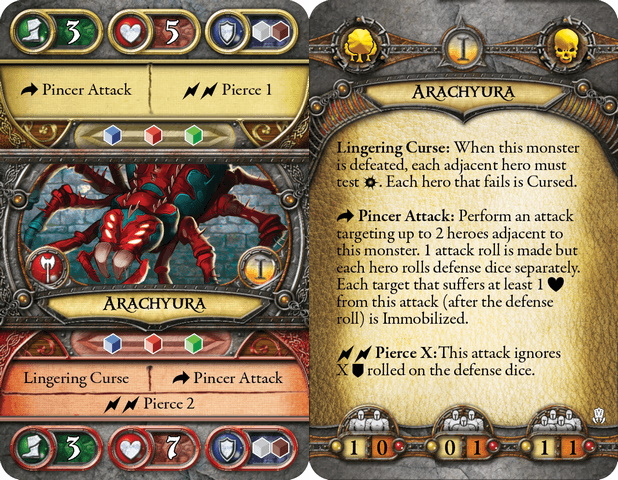 3 5
Pincer Attack Pierce 1
I
ARACHYURA
Lingering Curse Pincer Attack
Pierce 2
3 7
I
ARACHYURA
Lingering Curse: When this monster
is defeated, each adjacent hero must
test . Each hero that fails is Cursed.
Pincer Attack: Perform an attack
targeting up to 2 heroes adjacent to
this monster. 1 attack roll is made but
each hero rolls defense dice separately.
Each target that suffers at least 1
from this attack (after the defense
roll) is Immobilized.
Pierce X: This attack ignores
X rolled on the defense dice.
1 0 0 1 1 1